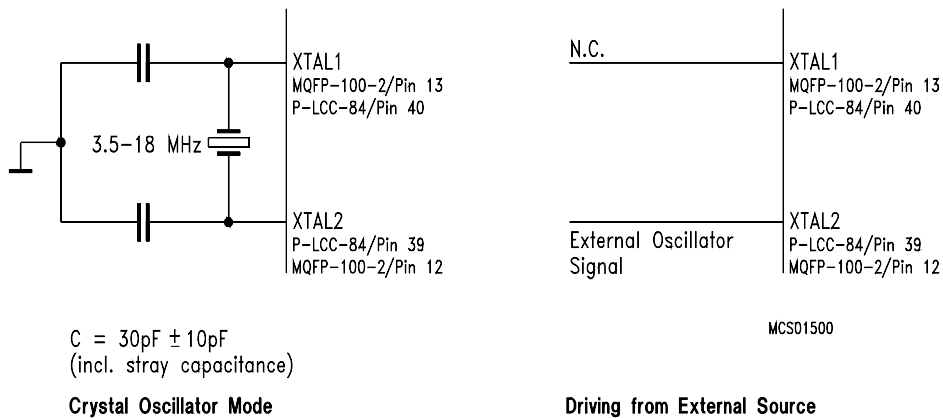 XTAL1
MQFP-100-2/Pin 13
P-LCC-84/Pin 40
3.5-18 MHz
XTAL2
P-LCC-84/Pin 39
MQFP-100-2/Pin 12
C = 30pF ±10pF
(incl. stray capacitance)
Crystal Oscillator Mode
N.C.
XTAL1
MQFP-100-2/Pin 13
P-LCC-84/Pin 40
External Oscillator
Signal
XTAL2
P-LCC-84/Pin 39
MQFP-100-2/Pin 12
MCS01500
Driving from External Source